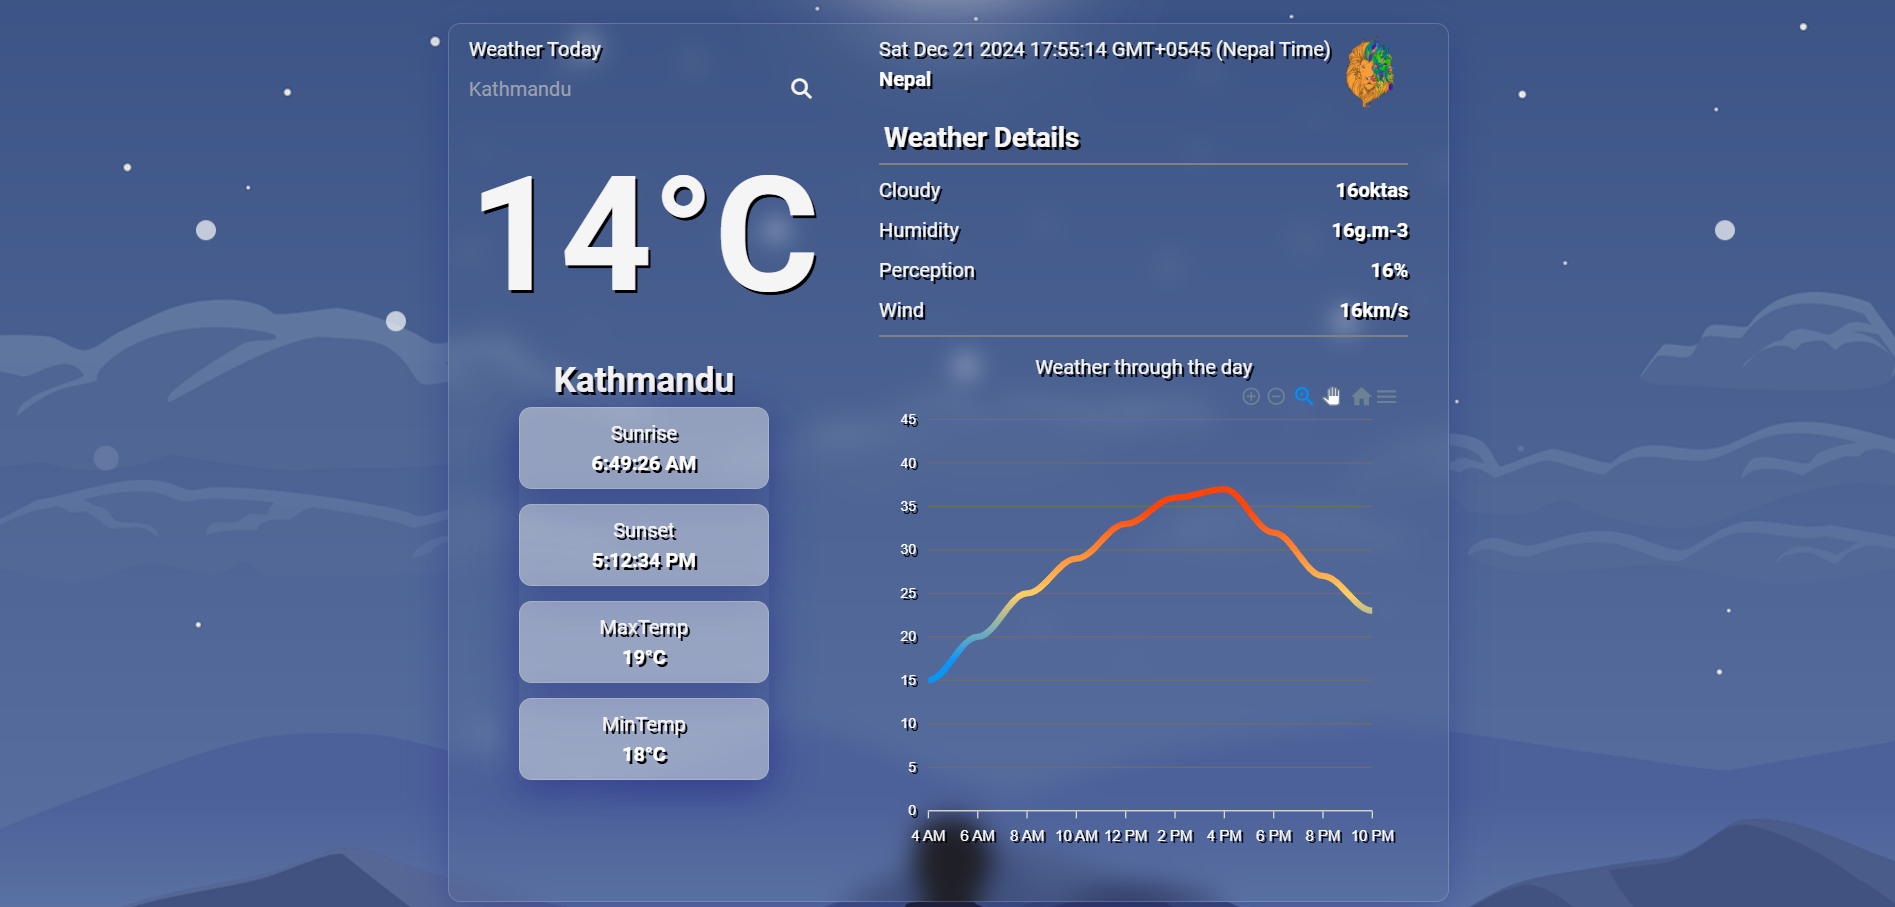 Weather Today
Kathmandu
14°C
Kathmandu
Sunrise
6:49:26 AM
Sunset
5:12:34 PM
MaxTemp
19°C
MinTemp
18°C
Sat Dec 21 2024 17:55:14 GMT+0545 (Nepal Time)
Nepal
Weather Details
Cloudy 16oktas
Humidity 16g.m-3
Perception 16%
Wind 16km/s
Weather through the day
45
40
35
30
25
20
15
10
5
0
4 AM 6 AM 8 AM 10 AM 12 PM 2 PM 4 PM 6 PM 8 PM 10 PM